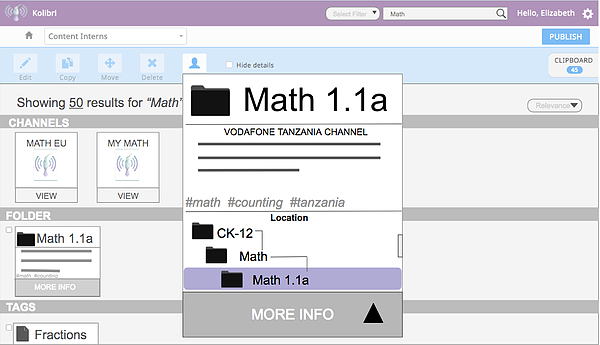 Kolibri
Select Filter
Math
Hello, Elizabeth
Content Interns
PUBLISH
Edit
Copy
Move
Delete
Hide details
CLIPBOARD
45
Showing 50 results for “Math”
Relevance
CHANNELS
MATH EU
VIEW
MY MATH
VIEW
FOLDER
Math 1.1a
#math #counting
MORE INFO
TAGS
Fractions
Math 1.1a
VODAFONE TANZANIA CHANNEL
#math #counting #tanzania
Location
CK-12
Math
Math 1.1a
MORE INFO